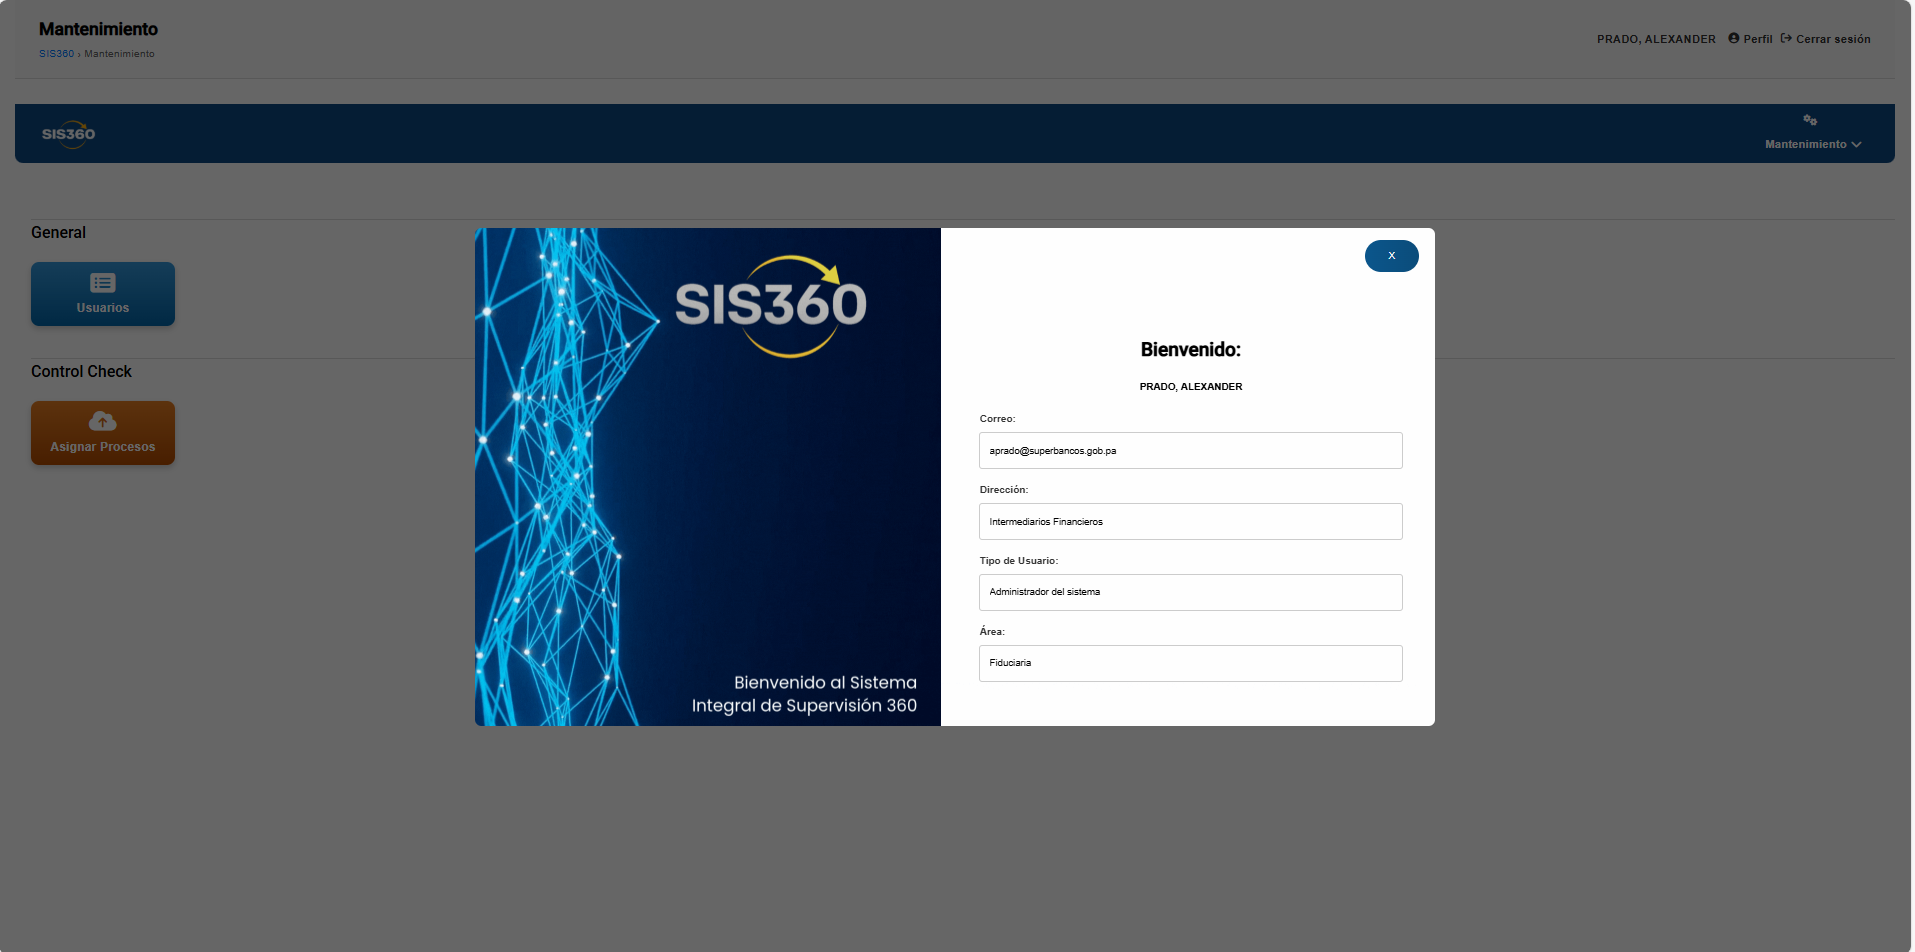 Mantenimiento
SIS360 › Mantenimiento
PRADO, ALEXANDER Perfil Cerrar sesión
SIS360
Mantenimiento
General
Usuarios
Control Check
Asignar Procesos
SIS360
Bienvenido al Sistema
Integral de Supervisión 360
X
Bienvenido:
PRADO, ALEXANDER
Correo:
aprado@superbancos.gob.pa
Dirección:
Intermediarios Financieros
Tipo de Usuario:
Administrador del sistema
Área:
Fiduciaria